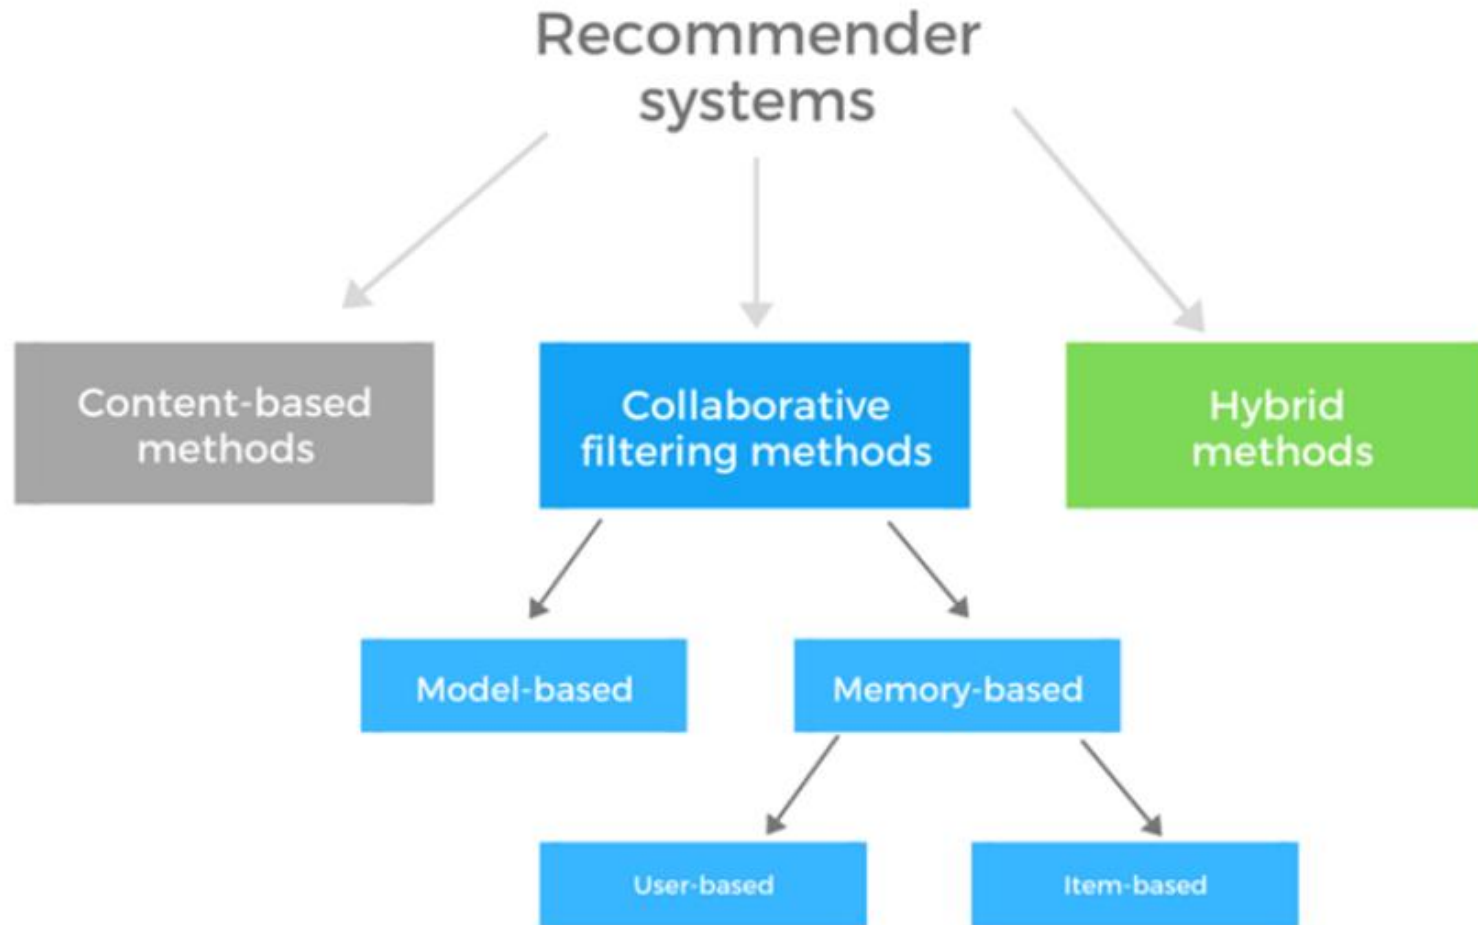 Recommender
systems
Content-based
methods
Collaborative
filtering methods
Hybrid
methods
Model-based
Memory-based
User-based
Item-based